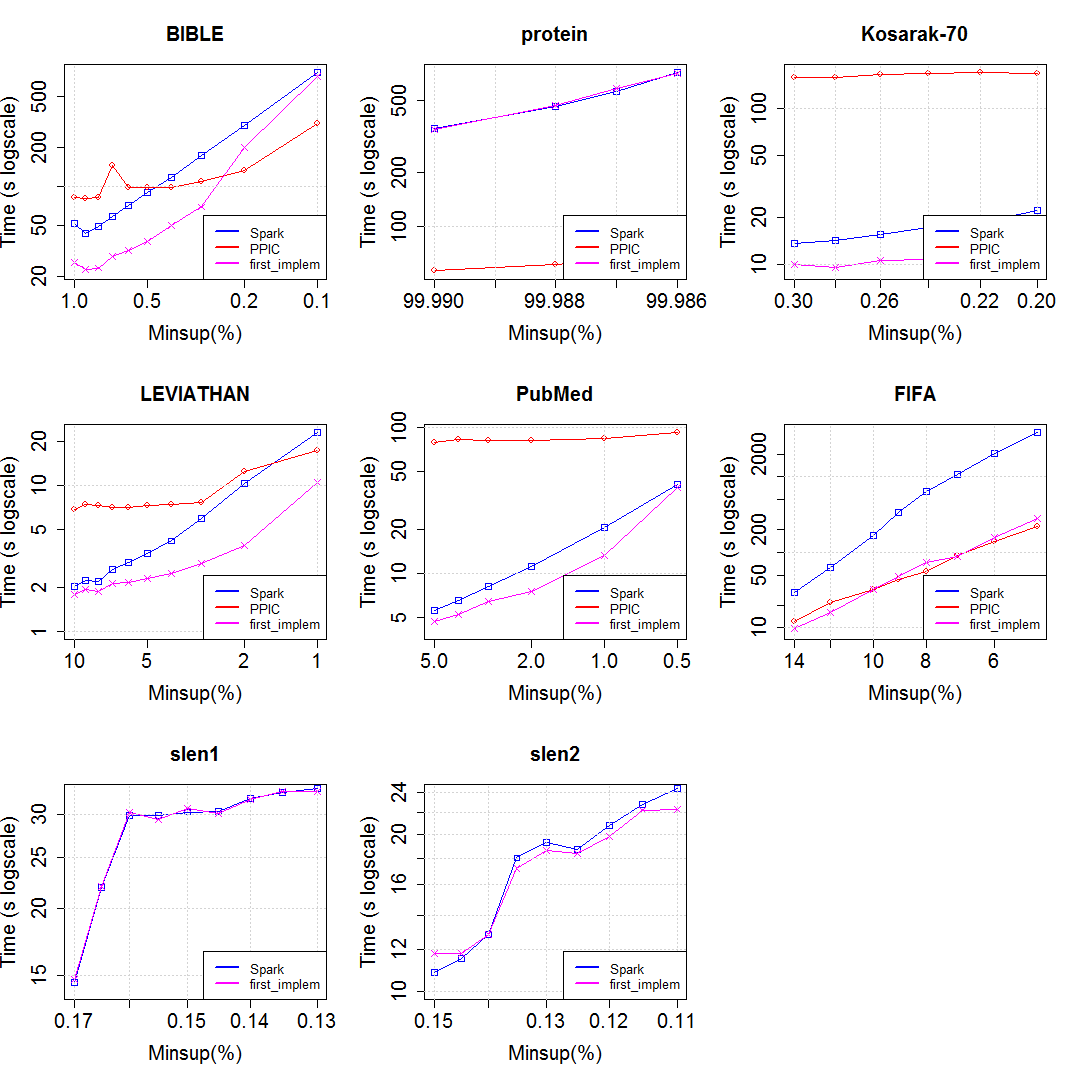 BIBLE
Time (s logscale)
500
200
50
20
1.0
0.5
0.2
0.1
Minsup(%)
Spark
PPIC
first_implem
protein
Time (s logscale)
500
200
100
99.990
99.988
99.986
Minsup(%)
Spark
PPIC
first_implem
Kosarak-70
Time (s logscale)
100
50
20
10
0.30
0.26
0.22
0.20
Minsup(%)
Spark
PPIC
first_implem
LEVIATHAN
Time (s logscale)
20
10
5
2
1
10
5
2
1
Minsup(%)
Spark
PPIC
first_implem
PubMed
Time (s logscale)
100
50
20
10
5
5.0
2.0
1.0
0.5
Minsup(%)
Spark
PPIC
first_implem
FIFA
Time (s logscale)
2000
200
50
10
14
10
8
6
Minsup(%)
Spark
PPIC
first_implem
slen1
Time (s logscale)
30
25
20
15
0.17
0.15
0.14
0.13
Minsup(%)
Spark
first_implem
slen2
Time (s logscale)
24
20
16
12
10
0.15
0.13
0.12
0.11
Minsup(%)
Spark
first_implem